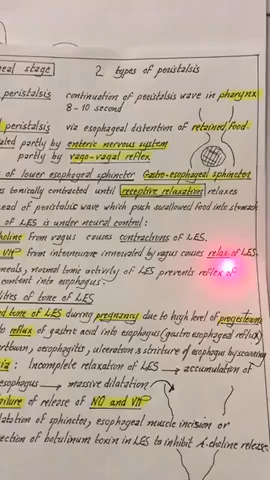 geal stage
2 types of peristalsis
peristalsis continuation of peristalsis wave in pharynx
8 - 10 second
peristalsis via esophageal distention of retained food.
ated partly by enteric nervous system
partly by vago-vagal reflex
of lower esophageal sphincter Gastro-esophageal sphincter
s tonically contracted until receptive relaxation relaxes
ead of peristalsis wave which push swallowed food into stomach
of LES is under neural control:
choline from vagus causes contractions of LES.
VIP from interneurone innervated by vagus causes relax of LES.
meals, normal tonic activity of LES prevents reflex of
content into esophagus.
lities of tone of LES
ed tone of LES during pregnancy due to high level of progesterone
to reflux of gastric acid into esophagus (gastro esophageal reflux)
rtburn, oesophagitis, ulceration & stricture of esophagus by
ia: Incomplete relaxation of LES → accumulation of
esophagus → massive dilatation
failure of release of NO and VIP
latation of sphincter, esophageal muscle incision or
ection of botulinum toxin in LES to inhibit A-choline release.